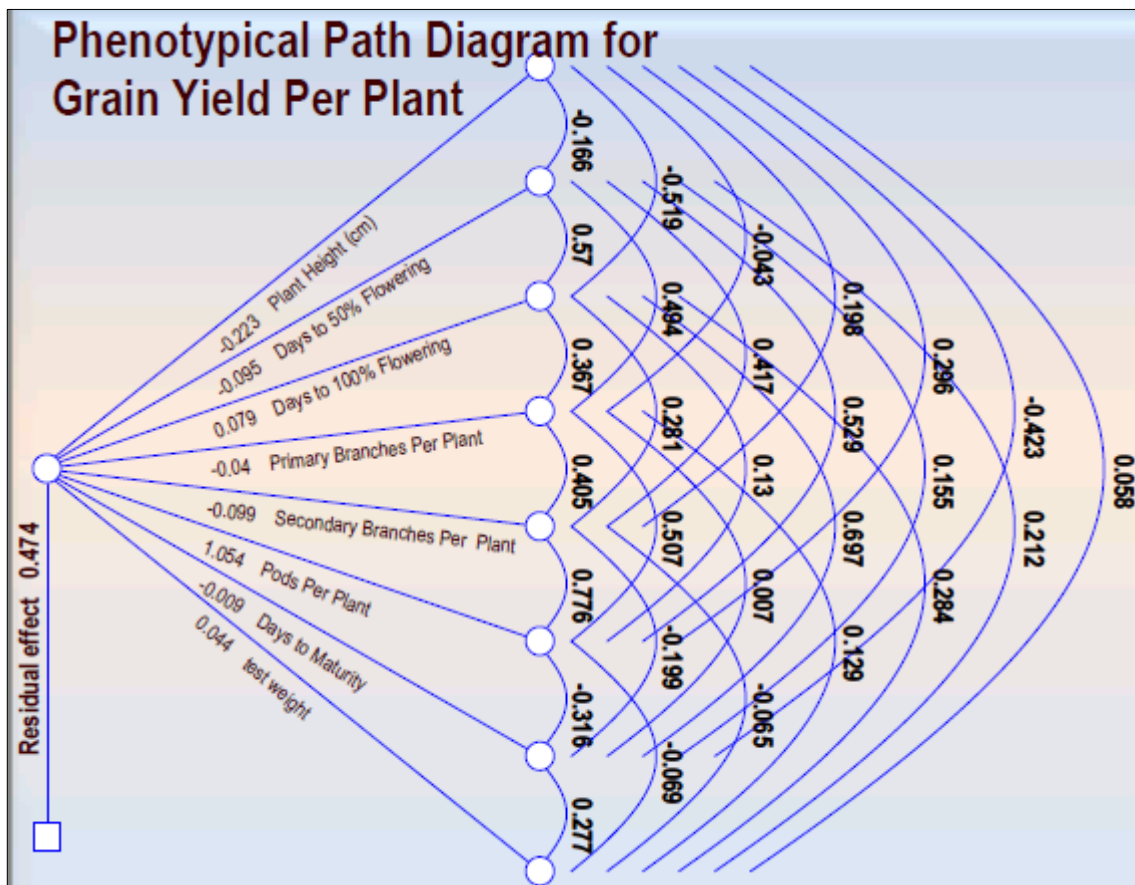 Phenotypical Path Diagram for
Grain Yield Per Plant
-0.223 Plant Height (cm)
-0.095 Days to 50% Flowering
0.079 Days to 100% Flowering
-0.04 Primary Branches Per Plant
-0.099 Secondary Branches Per Plant
1.054 Pods Per Plant
-0.009 Days to Maturity
0.044 test weight
Residual effect 0.474
-0.166
0.57
0.367
0.405
0.776
-0.316
0.277
-0.519
0.494
0.281
0.507
-0.199
-0.069
-0.043
0.417
0.13
0.007
-0.065
0.198
0.529
0.697
0.129
0.296
0.155
0.284
-0.423
0.212
0.058